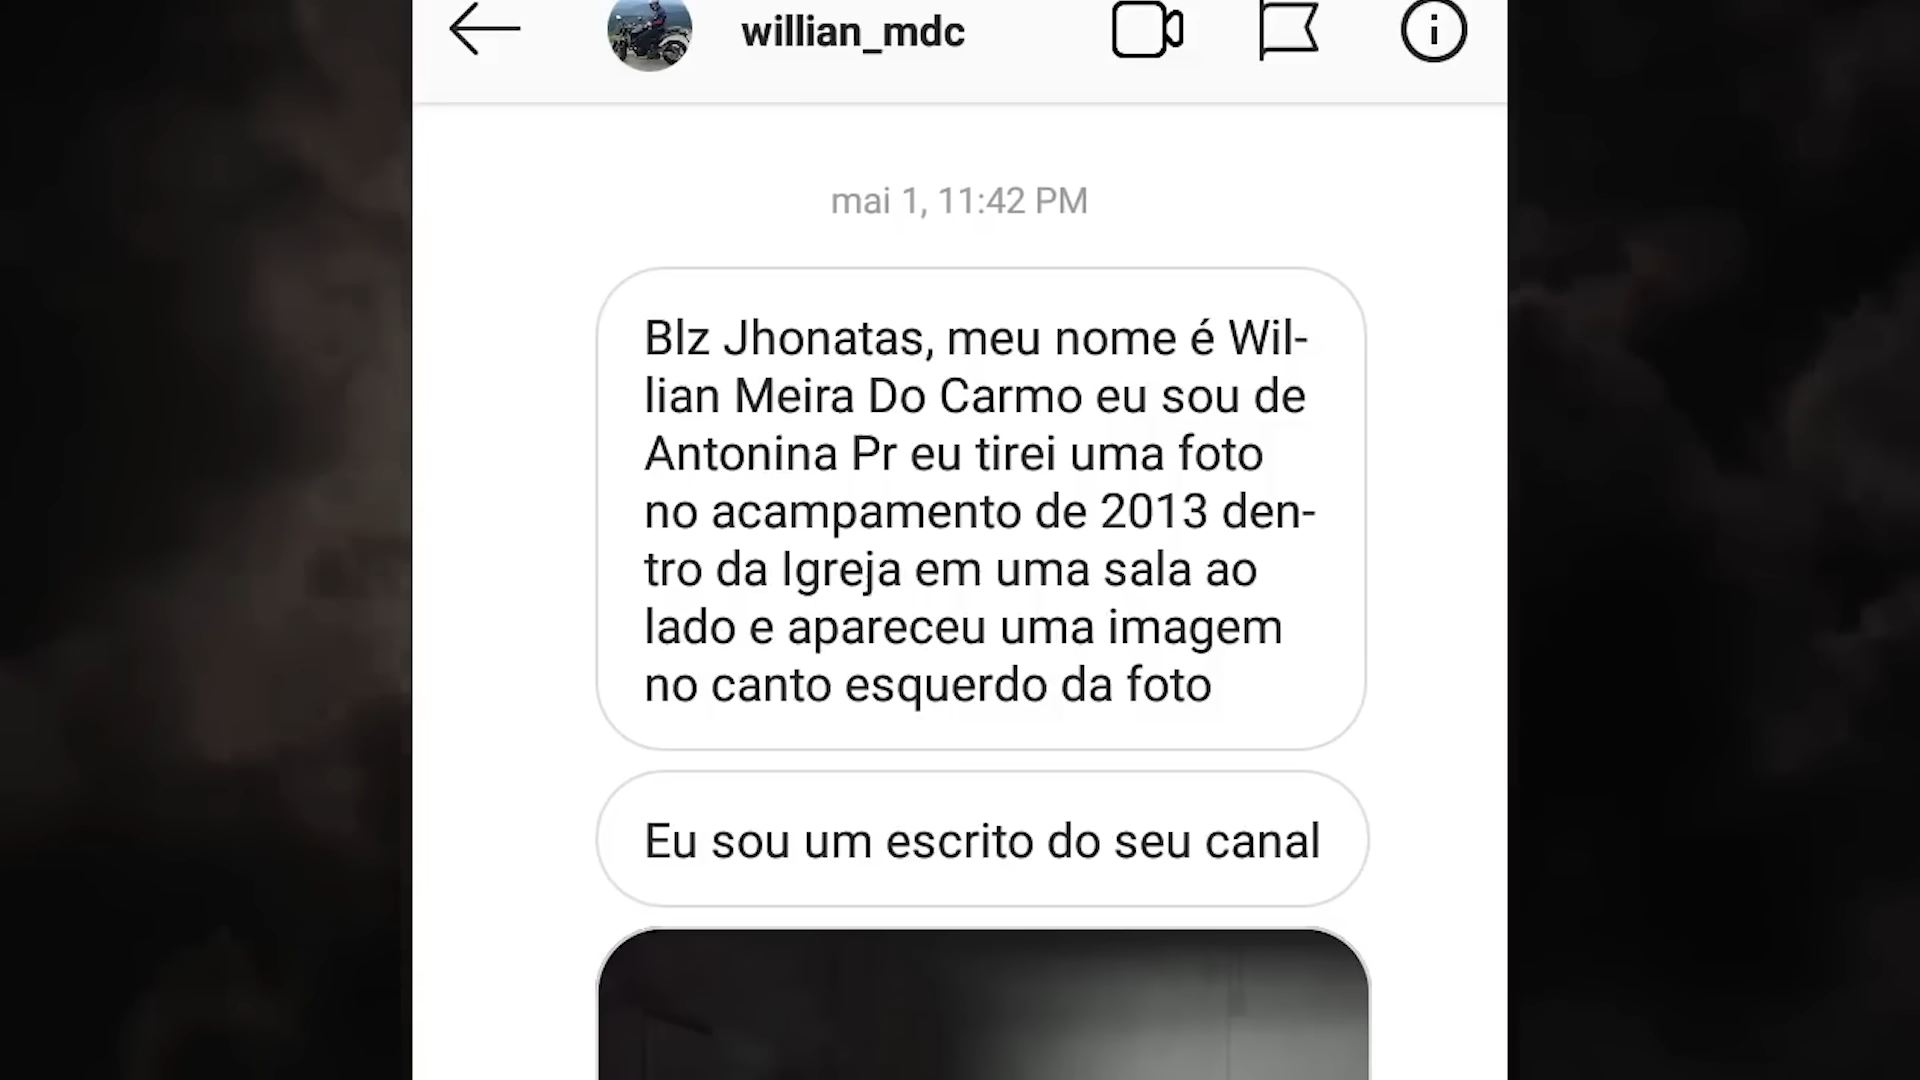 willian_mdc
mai 1, 11:42 PM
Blz Jhonatas, meu nome é Wil-
lian Meira Do Carmo eu sou de
Antonina Pr eu tirei uma foto
no acampamento de 2013 den-
tro da Igreja em uma sala ao
lado e apareceu uma imagem
no canto esquerdo da foto
Eu sou um escrito do seu canal